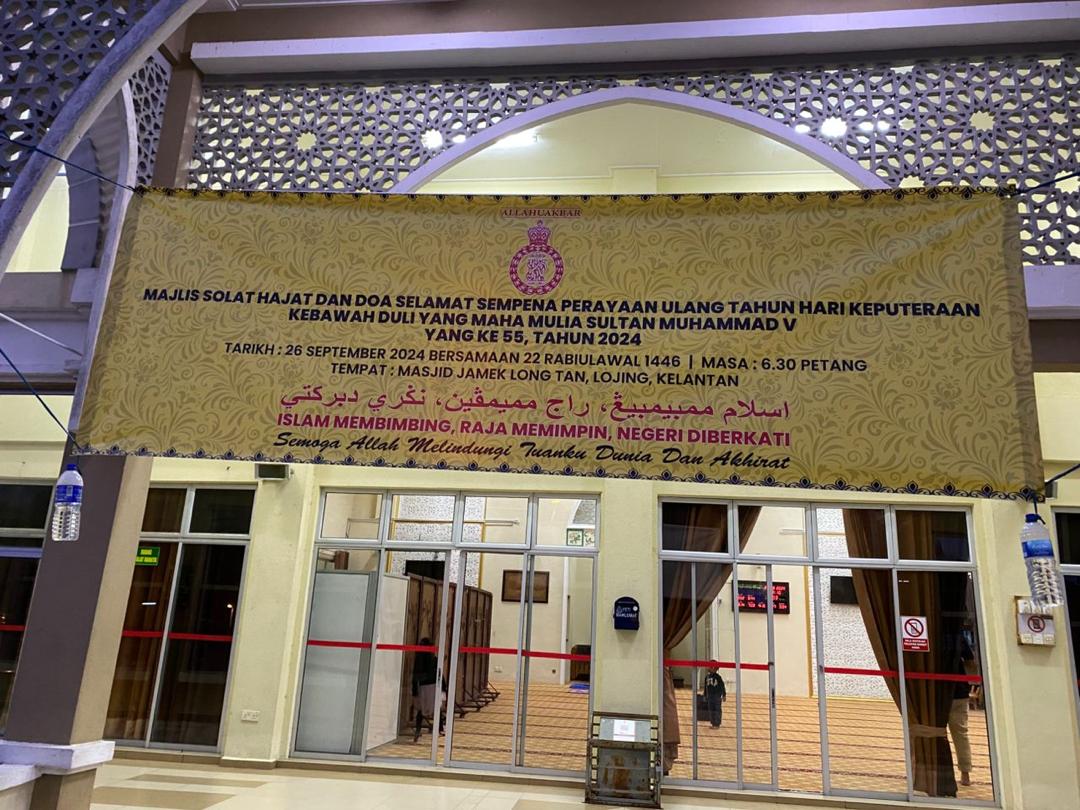 ALLAHUAKBAR
MAJLIS SOLAT HAJAT DAN DOA SELAMAT SEMPENA PERAYAAN ULANG TAHUN HARI KEPUTERAAN
KEBAWAH DULI YANG MAHA MULIA SULTAN MUHAMMAD V
YANG KE 55, TAHUN 2024
TARIKH : 26 SEPTEMBER 2024 BERSAMAAN 22 RABIULAWAL 1446 | MASA : 6.30 PETANG
TEMPAT : MASJID JAMEK LONG TAN, LOJING, KELANTAN
اسلام ممبيمبيڠ، راج مميمڤين، نڬري دبركتي
ISLAM MEMBIMBING, RAJA MEMIMPIN, NEGERI DIBERKATI
Semoga Allah Melindungi Tuanku Dunia Dan Akhirat